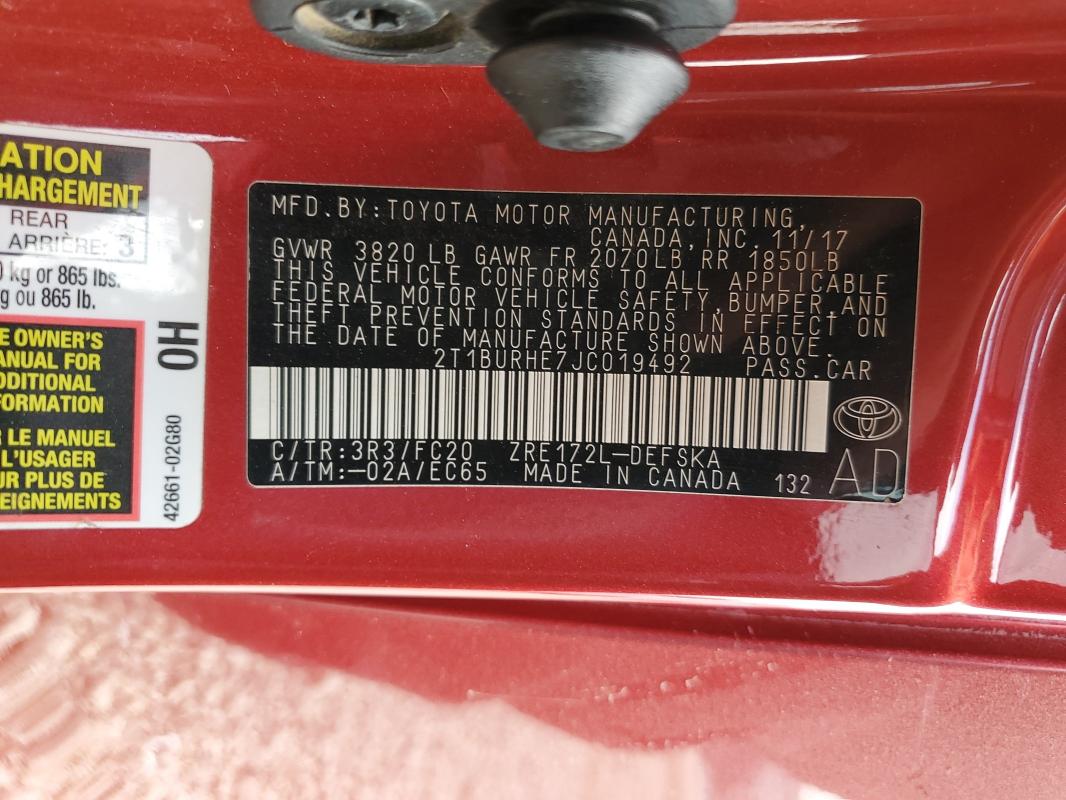 ATION
HARGEMENT
REAR
ARRIÈRE: 3
kg or 865 lbs.
ou 865 lb.
OWNER'S
MANUAL FOR
ADDITIONAL
INFORMATION
LE MANUEL
L'USAGER
PLUS DE
EIGNEMENTS
OH
42661-02G80
MFD.BY:TOYOTA MOTOR MANUFACTURING,
CANADA,INC. 11/17
GVWR 3820 LB GAWR FR 2070LB RR 1850LB
THIS VEHICLE CONFORMS TO ALL APPLICABLE
FEDERAL MOTOR VEHICLE SAFETY,BUMPER,AND
THEFT PREVENTION STANDARDS IN EFFECT ON
THE DATE OF MANUFACTURE SHOWN ABOVE.
2T1BURHE7JC019492 PASS.CAR
C/TR:3R3/FC20 ZRE172L-DEFSKA
A/TM:-02A/EC65 MADE IN CANADA 132
AD